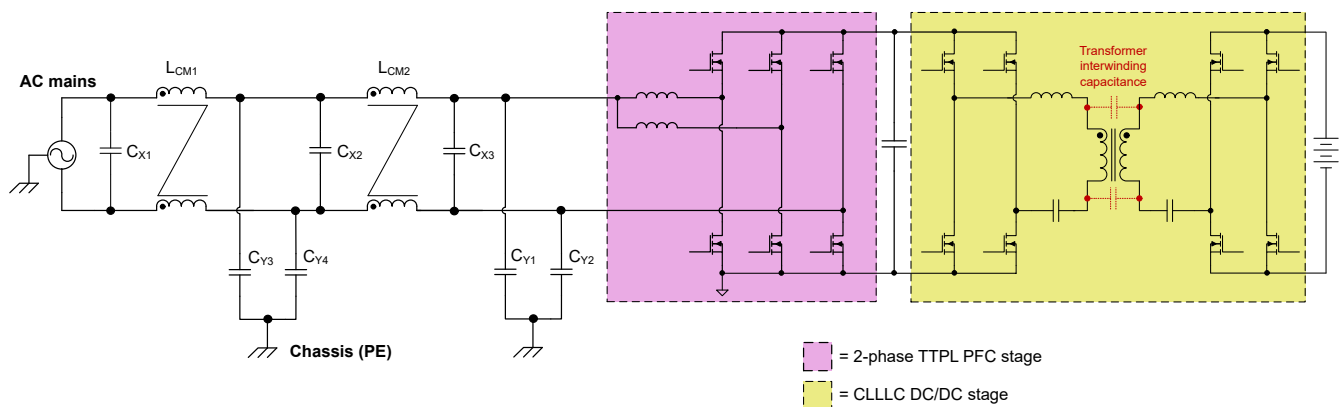 Transformer
interwinding
capacitance
AC mains
LCM1
LCM2
CX1
CX2
CX3
CY3
CY4
CY1
CY2
Chassis (PE)
= 2-phase TTPL PFC stage
= CLLLC DC/DC stage